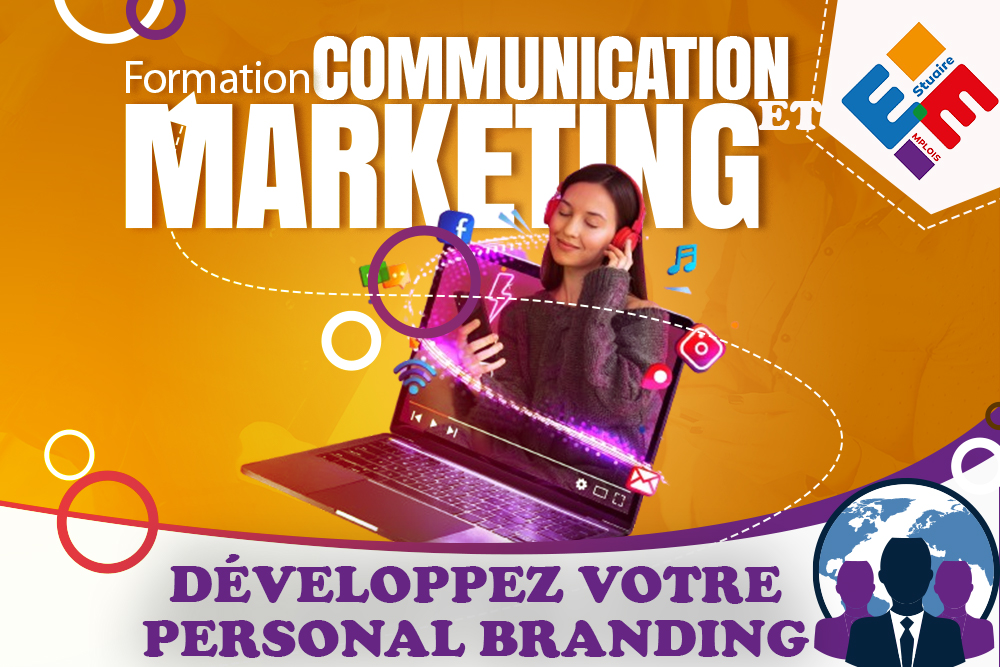 Formation COMMUNICATION
ET
MARKETING
Stuaire
E.E
MPLOIS
DÉVELOPPEZ VOTRE
PERSONAL BRANDING